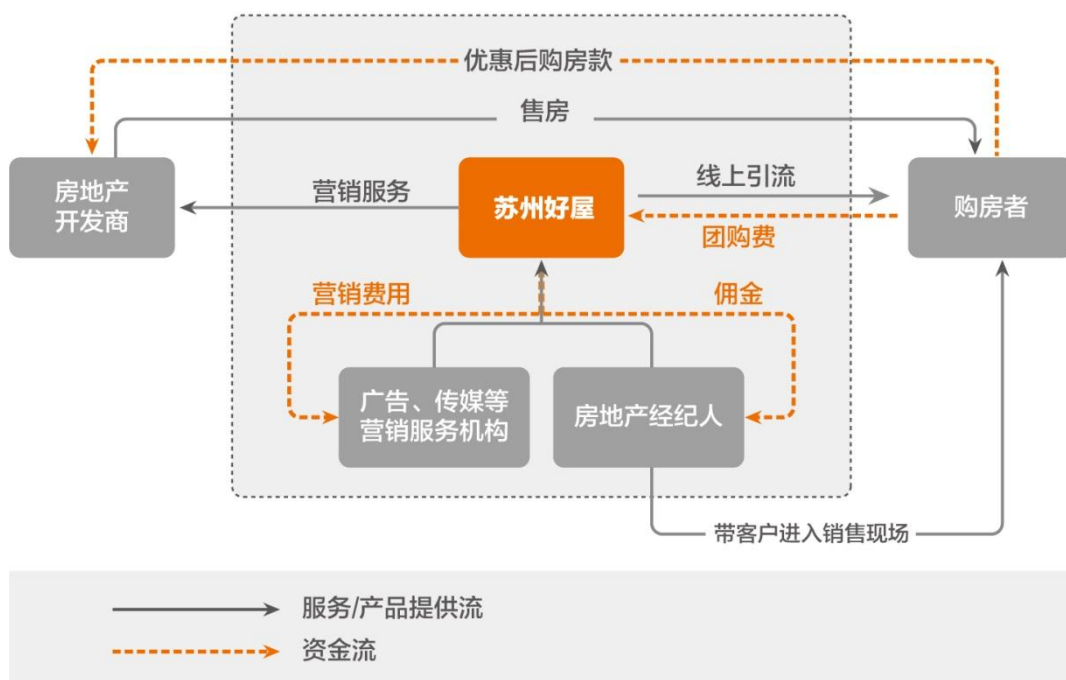 优惠后购房款
售房
房地产
开发商
营销服务
苏州好屋
线上引流
团购费
购房者
营销费用
佣金
广告、传媒等
营销服务机构
房地产经纪人
带客户进入销售现场
服务/产品提供流
资金流